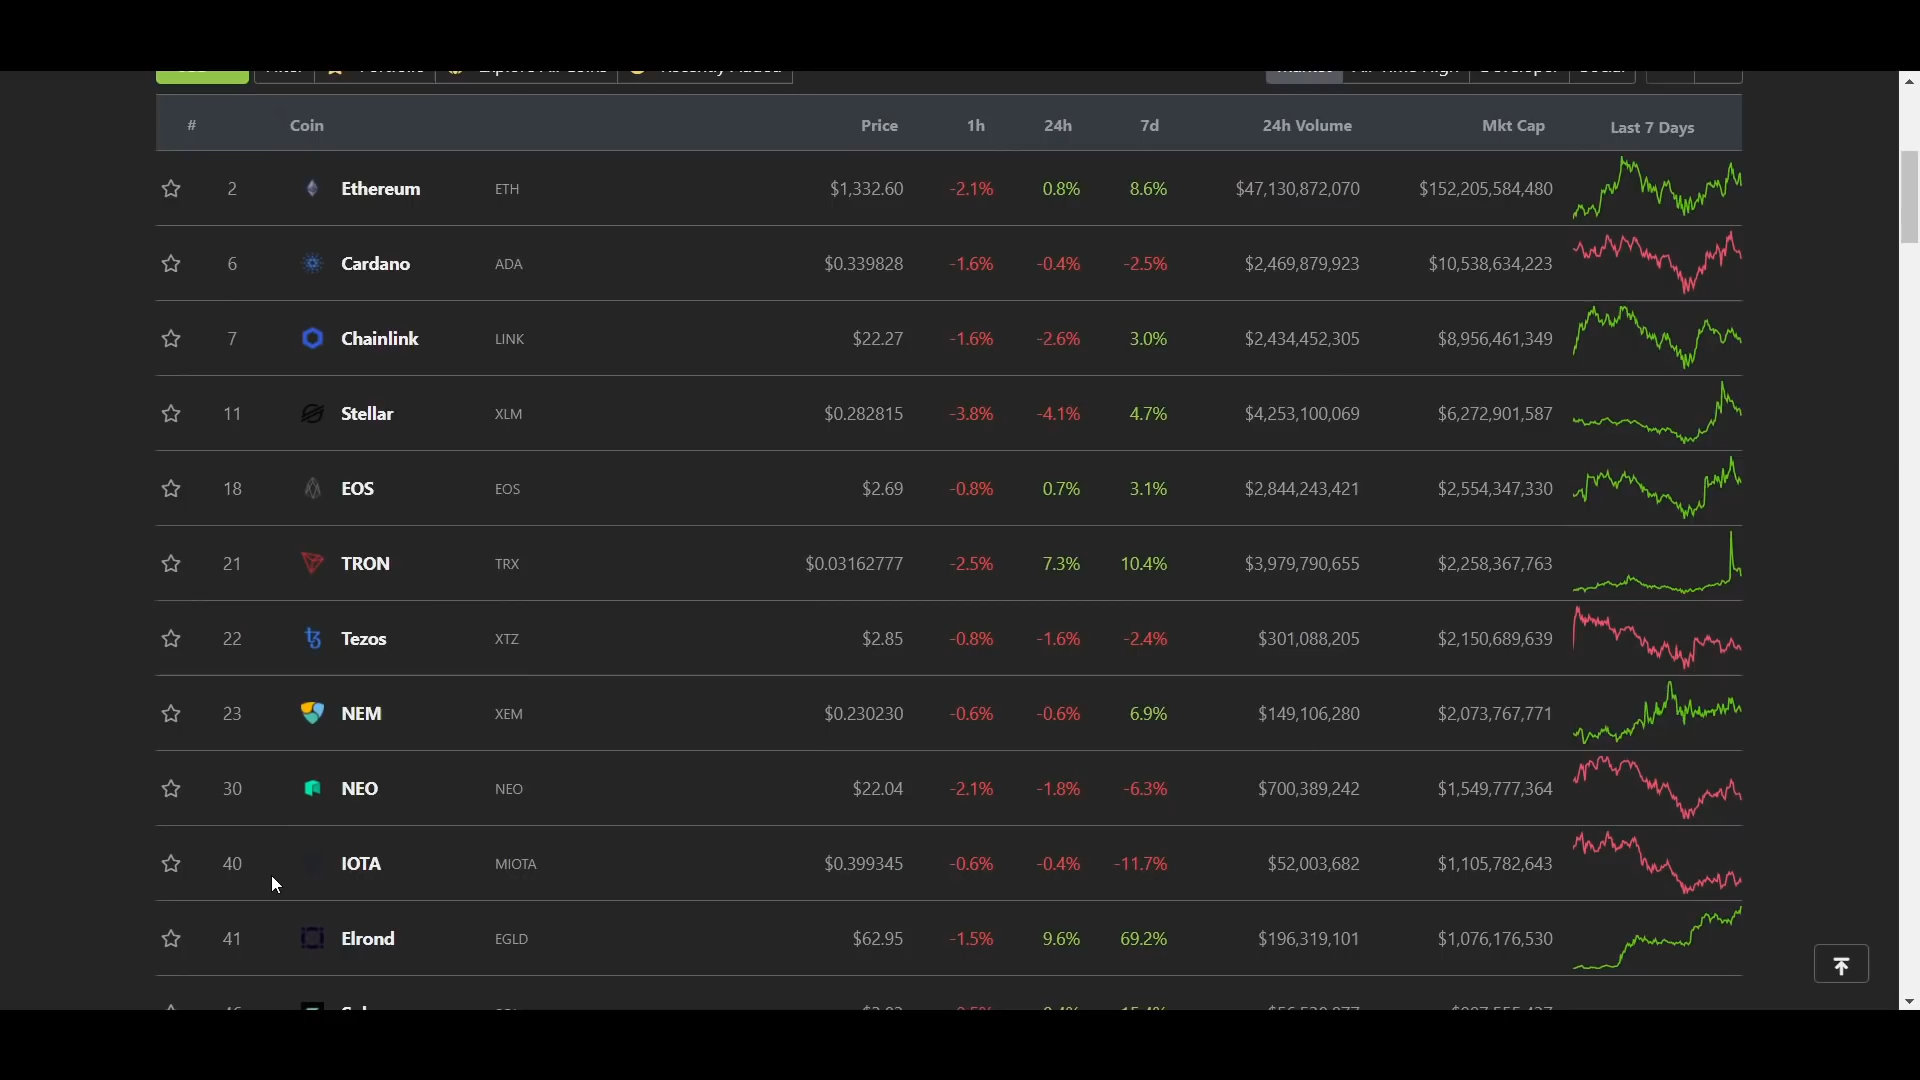 # Coin Price 1h 24h 7d 24h Volume Mkt Cap Last 7 Days
2 Ethereum ETH $1,332.60 -2.1% 0.8% 8.6% $47,130,872,070 $152,205,584,480
6 Cardano ADA $0.339828 -1.6% -0.4% -2.5% $2,469,879,923 $10,538,634,223
7 Chainlink LINK $22.27 -1.6% -2.6% 3.0% $2,434,452,305 $8,956,461,349
11 Stellar XLM $0.282815 -3.8% -4.1% 4.7% $4,253,100,069 $6,272,901,587
18 EOS EOS $2.69 -0.8% 0.7% 3.1% $2,844,243,421 $2,554,347,330
21 TRON TRX $0.03162777 -2.5% 7.3% 10.4% $3,979,790,655 $2,258,367,763
22 Tezos XTZ $2.85 -0.8% -1.6% -2.4% $301,088,205 $2,150,689,639
23 NEM XEM $0.230230 -0.6% -0.6% 6.9% $149,106,280 $2,073,767,771
30 NEO NEO $22.04 -2.1% -1.8% -6.3% $700,389,242 $1,549,777,364
40 IOTA MIOTA $0.399345 -0.6% -0.4% -11.7% $52,003,682 $1,105,782,643
41 Elrond EGLD $62.95 -1.5% 9.6% 69.2% $196,319,101 $1,076,176,530